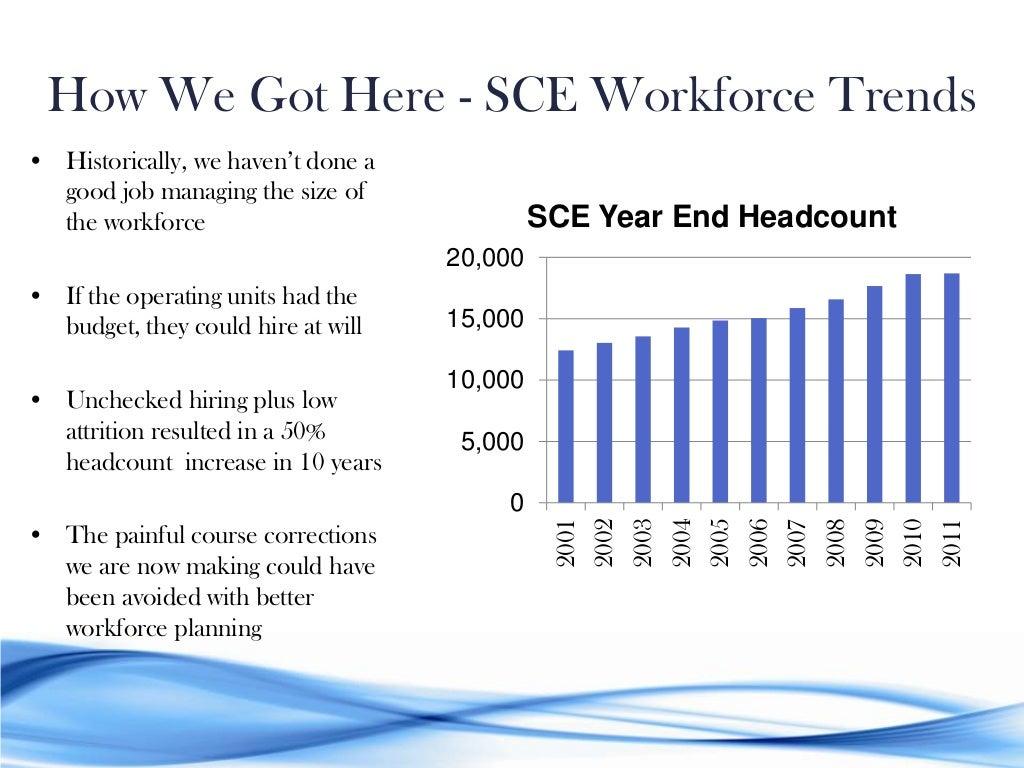 How We Got Here - SCE Workforce Trends
• Historically, we haven't done a
good job managing the size of
the workforce
• If the operating units had the
budget, they could hire at will
• Unchecked hiring plus low
attrition resulted in a 50%
headcount increase in 10 years
• The painful course corrections
we are now making could have
been avoided with better
workforce planning
SCE Year End Headcount
20,000
15,000
10,000
5,000
0
2001
2002
2003
2004
2005
2006
2007
2008
2009
2010
2011